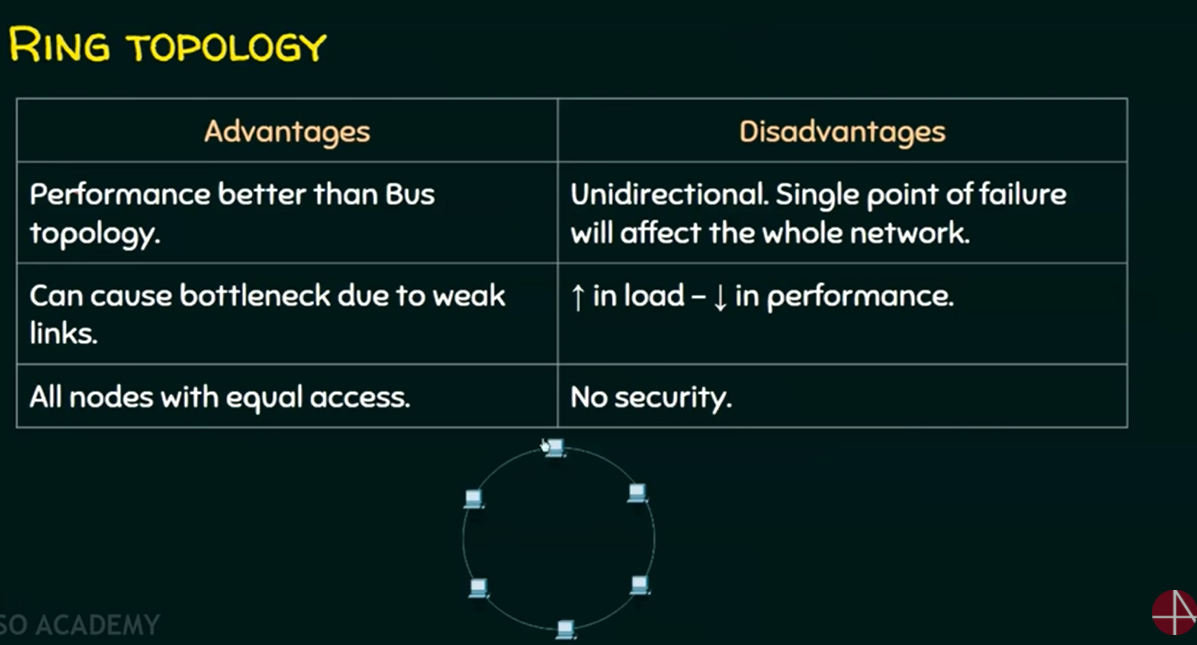 RING TOPOLOGY
Advantages
Disadvantages
Performance better than Bus
topology.
Unidirectional. Single point of failure
will affect the whole network.
Can cause bottleneck due to weak
links.
↑ in load – ↓ in performance.
All nodes with equal access.
No security.
SO ACADEMY